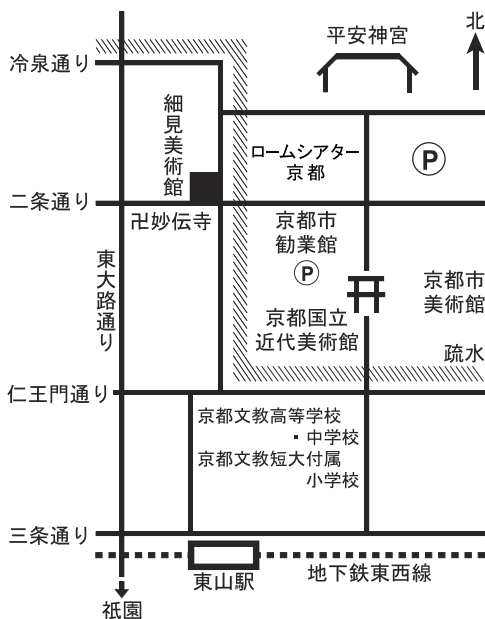 北
平安神宮
冷泉通り
細見美術館
ロームシアター
京都
P
二条通り
卍妙伝寺
京都市
勧業館
P
東大路通り
京都市
美術館
京都国立
近代美術館
疏水
仁王門通り
京都文教高等学校
・中学校
京都文教短大付属
小学校
三条通り
地下鉄東西線
東山駅
祇園